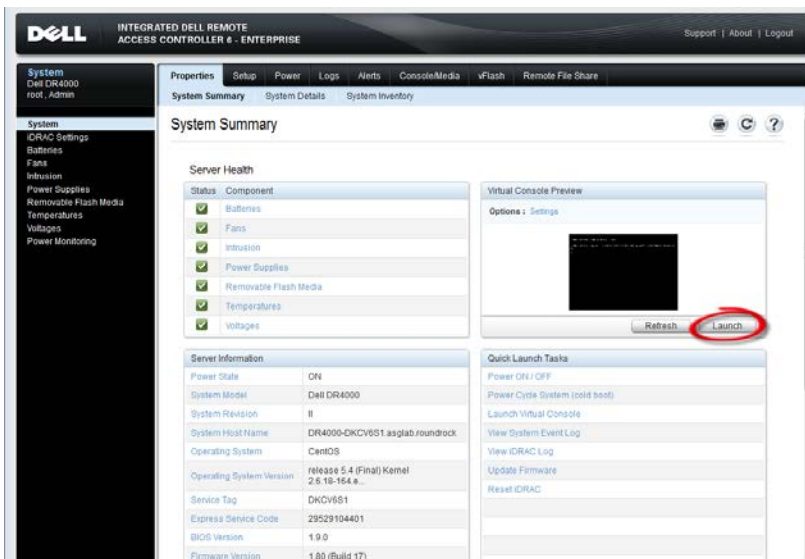 DELL
INTEGRATED DELL REMOTE
ACCESS CONTROLLER 6 - ENTERPRISE
Support | About | Logout
System
Dell DR4000
root , Admin
Properties Setup Power Logs Alerts Console/Media vFlash Remote File Share
System Summary System Details System Inventory
System
iDRAC Settings
Batteries
Fans
Intrusion
Power Supplies
Removable Flash Media
Temperatures
Voltages
Power Monitoring
System Summary
C ?
Server Health
Status Component
Batteries
Fans
Intrusion
Power Supplies
Removable Flash Media
Temperatures
Voltages
Virtual Console Preview
Options : Settings
Refresh Launch
Server Information
Power State ON
System Model Dell DR4000
System Revision II
System Host Name DR4000-DKCV6S1.asglab.roundrock
Operating System CentOS
Operating System Version release 5.4 (Final) Kernel
2.6.18-164.e...
Service Tag DKCV6S1
Express Service Code 29529104401
BIOS Version 1.9.0
Firmware Version 1.80 (Build 17)
Quick Launch Tasks
Power ON / OFF
Power Cycle System (cold boot)
Launch Virtual Console
View System Event Log
View iDRAC Log
Update Firmware
Reset iDRAC